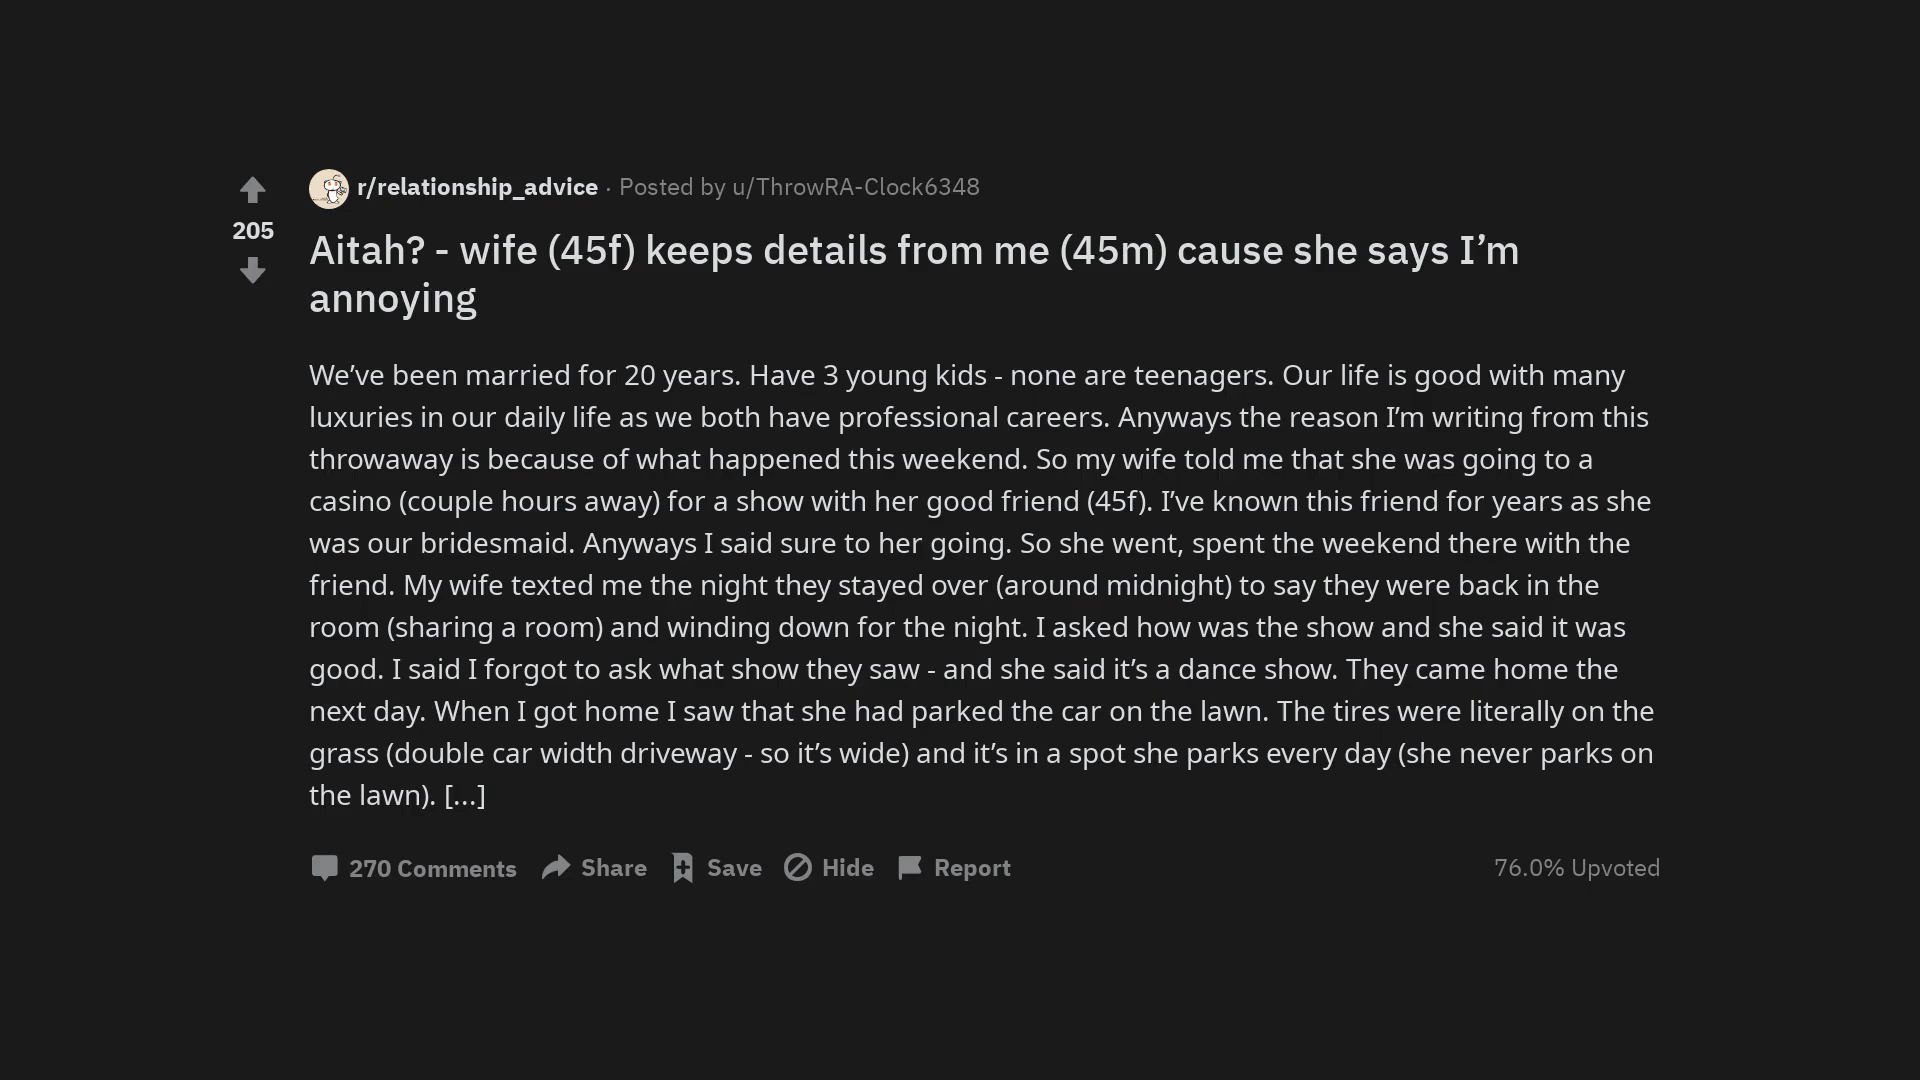 r/relationship_advice · Posted by u/ThrowRA-Clock6348
205
Aitah? - wife (45f) keeps details from me (45m) cause she says I’m
annoying
We’ve been married for 20 years. Have 3 young kids - none are teenagers. Our life is good with many
luxuries in our daily life as we both have professional careers. Anyways the reason I’m writing from this
throwaway is because of what happened this weekend. So my wife told me that she was going to a
casino (couple hours away) for a show with her good friend (45f). I’ve known this friend for years as she
was our bridesmaid. Anyways I said sure to her going. So she went, spent the weekend there with the
friend. My wife texted me the night they stayed over (around midnight) to say they were back in the
room (sharing a room) and winding down for the night. I asked how was the show and she said it was
good. I said I forgot to ask what show they saw - and she said it’s a dance show. They came home the
next day. When I got home I saw that she had parked the car on the lawn. The tires were literally on the
grass (double car width driveway - so it’s wide) and it’s in a spot she parks every day (she never parks on
the lawn). [...]
270 Comments Share Save Hide Report 76.0% Upvoted